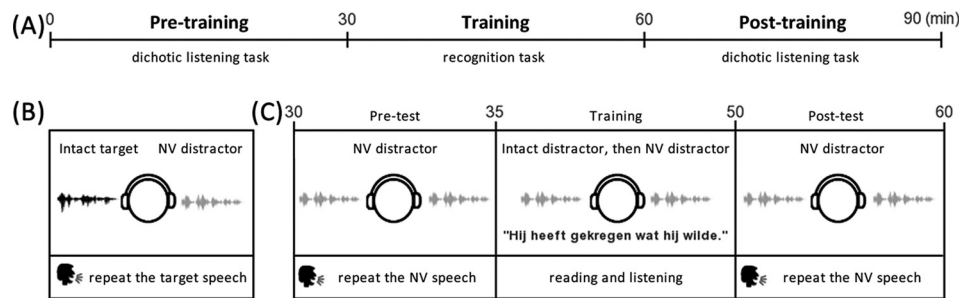 (A)
0 Pre-training 30 Training 60 Post-training 90 (min)
dichotic listening task recognition task dichotic listening task
(B) (C) 30 35 50 60
Pre-test Training Post-test
Intact target NV distractor NV distractor Intact distractor, then NV distractor NV distractor
"Hij heeft gekregen wat hij wilde."
repeat the target speech repeat the NV speech reading and listening repeat the NV speech